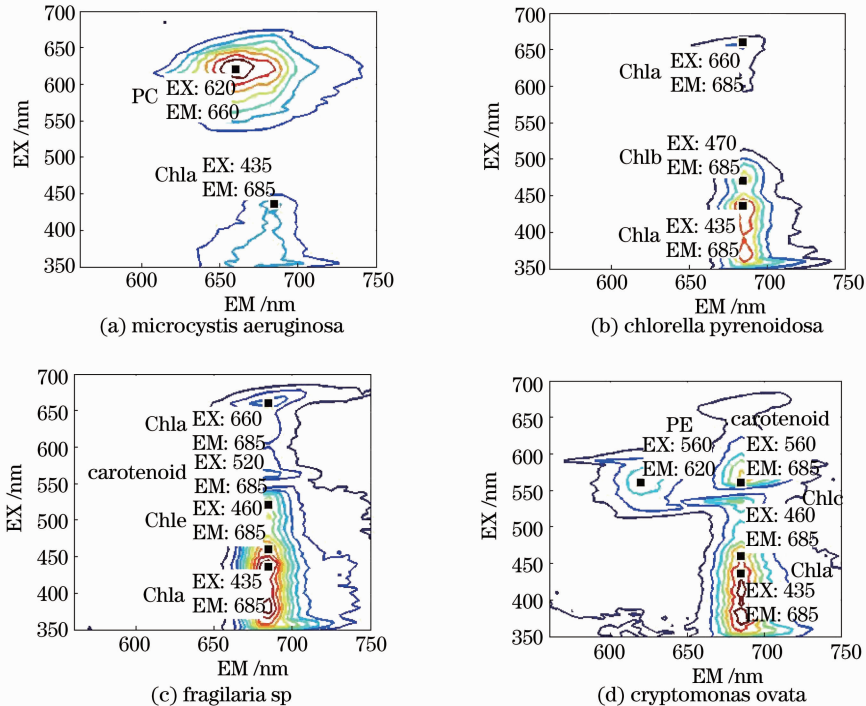 700
650
600
550
500
450
400
350
EX /nm
PC
EX: 620
EM: 660
Chla
EX: 435
EM: 685
600
650
700
750
EM /nm
(a) microcystis aeruginosa
700
650
600
550
500
450
400
350
EX /nm
Chla
EX: 660
EM: 685
Chlb
EX: 470
EM: 685
Chla
EX: 435
EM: 685
600
650
700
750
EM /nm
(b) chlorella pyrenoidosa
700
650
600
550
500
450
400
350
EX /nm
Chla
EX: 660
EM: 685
carotenoid
EX: 520
EM: 685
Chle
EX: 460
EM: 685
Chla
EX: 435
EM: 685
600
650
700
750
EM /nm
(c) fragilaria sp
700
650
600
550
500
450
400
350
EX /nm
PE
EX: 560
EM: 620
carotenoid
EX: 560
EM: 685
Chlc
EX: 460
EM: 685
Chla
EX: 435
EM: 685
600
650
700
750
EM /nm
(d) cryptomonas ovata